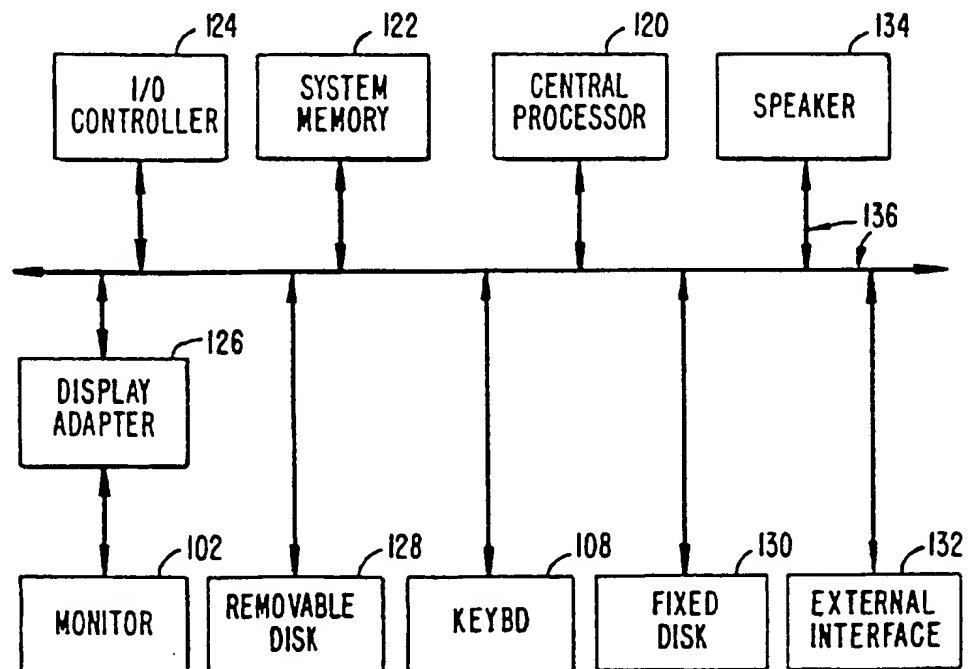 124
122
120
134
I/O
CONTROLLER
SYSTEM
MEMORY
CENTRAL
PROCESSOR
SPEAKER
136
126
DISPLAY
ADAPTER
102
128
108
130
132
MONITOR
REMOVABLE
DISK
KEYBD
FIXED
DISK
EXTERNAL
INTERFACE